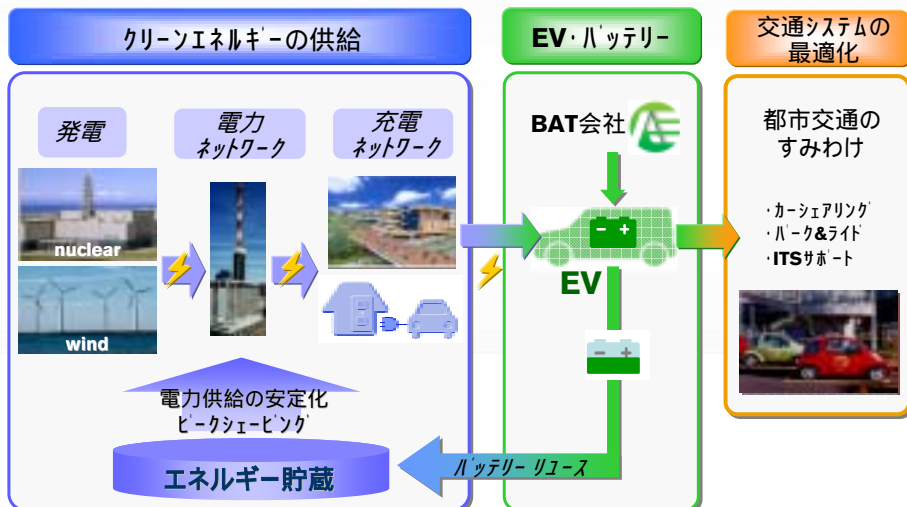 クリーンエネルギーの供給
EV・バッテリー
交通システムの
最適化
発電
電力
ネットワーク
充電
ネットワーク
nuclear
wind
電力供給の安定化
ピークシェービング
エネルギー貯蔵
BAT会社
EV
バッテリー リユース
都市交通の
すみわけ
・カーシェアリング
・パーク&ライド
・ITSサポート